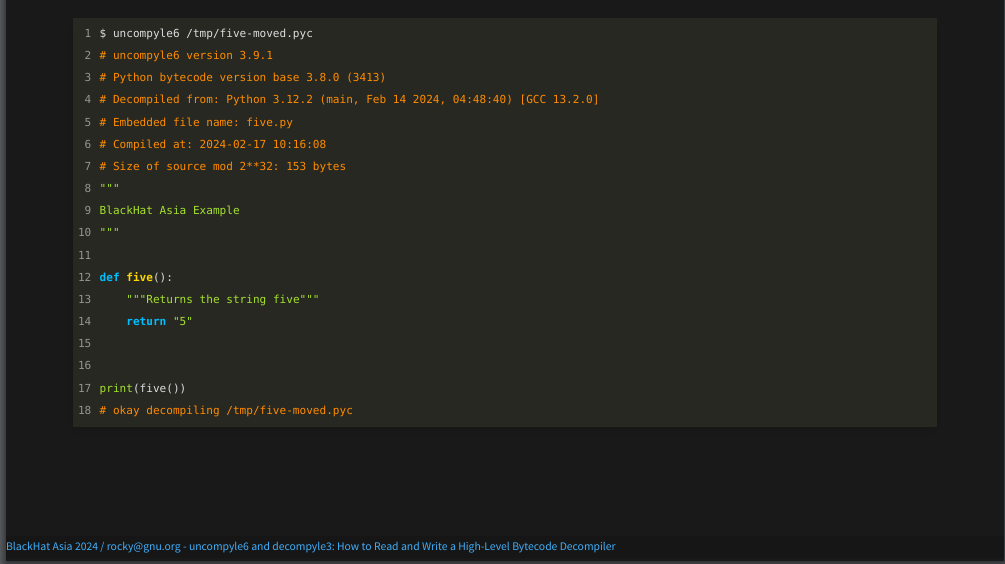 1 $ uncompyle6 /tmp/five-moved.pyc
2 # uncompyle6 version 3.9.1
3 # Python bytecode version base 3.8.0 (3413)
4 # Decompiled from: Python 3.12.2 (main, Feb 14 2024, 04:48:40) [GCC 13.2.0]
5 # Embedded file name: five.py
6 # Compiled at: 2024-02-17 10:16:08
7 # Size of source mod 2**32: 153 bytes
8 """
9 BlackHat Asia Example
10 """
11
12 def five():
13     """Returns the string five"""
14     return "5"
15
16
17 print(five())
18 # okay decompiling /tmp/five-moved.pyc
BlackHat Asia 2024 / rocky@gnu.org - uncompyle6 and decompyle3: How to Read and Write a High-Level Bytecode Decompiler